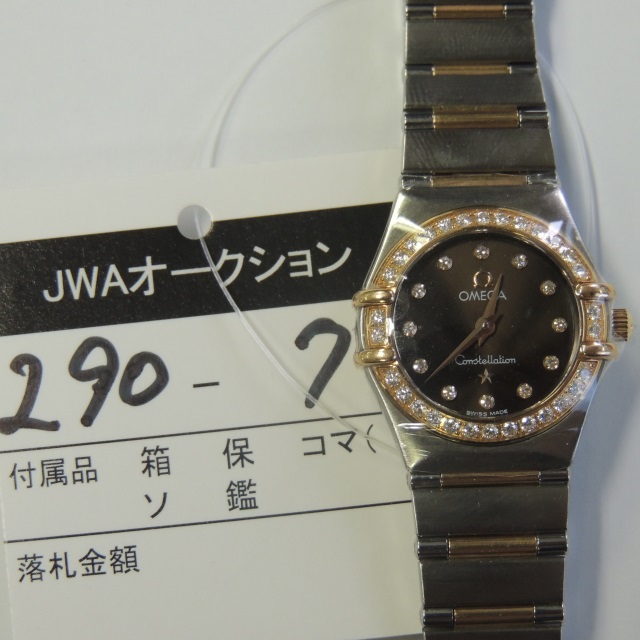 JWAオークション
290 - 7
付属品 箱 保 コマ(
ソ 鑑
落札金額
OMEGA
Constellation
SWISS MADE